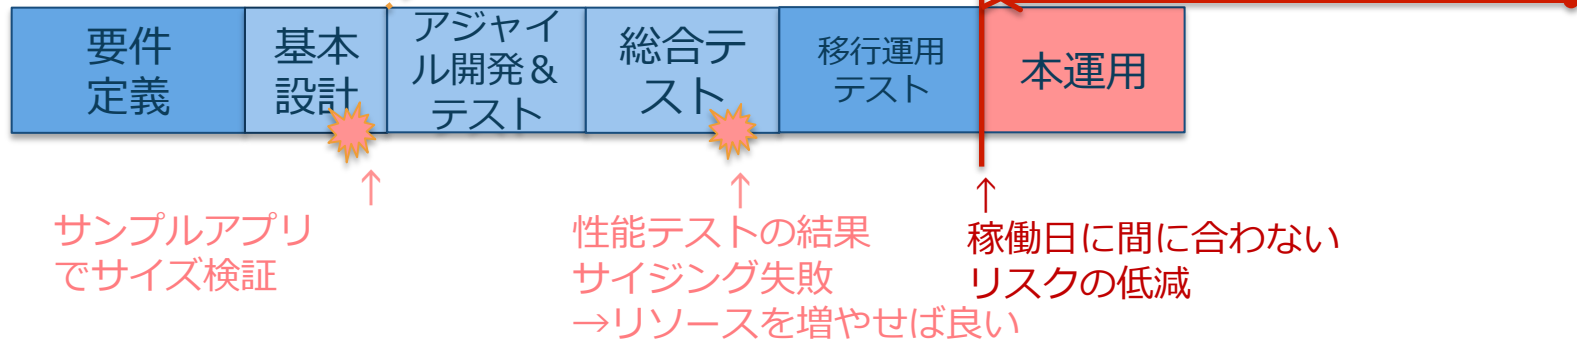 要件
定義
基本
設計
アジャイ
ル開発＆
テスト
総合テ
スト
移行運用
テスト
本運用
↑
サンプルアプリ
でサイズ検証
↑
性能テストの結果
サイジング失敗
→リソースを増やせば良い
↑
稼働日に間に合わない
リスクの低減